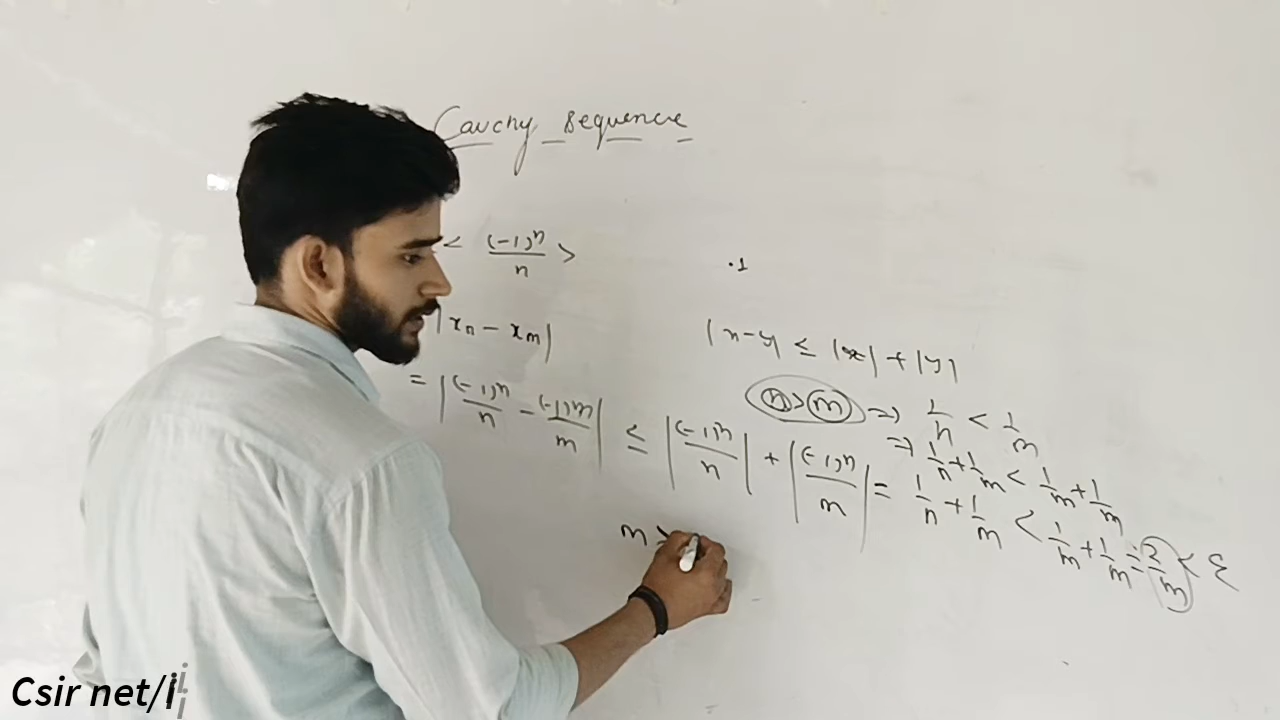 Cauchy sequence
< (-1)^n/n >
.1
|xn - xm|
|x-y| ≤ |x| + |y|
n>m => 1/n < 1/m
=> 1/n + 1/m < 1/m + 1/m
= |(-1)^n/n - (-1)^m/m| ≤ |(-1)^n/n| + |(-1)^n/m| = 1/n + 1/m < 1/m + 1/m = 2/m < ε
m >
Csir net/i